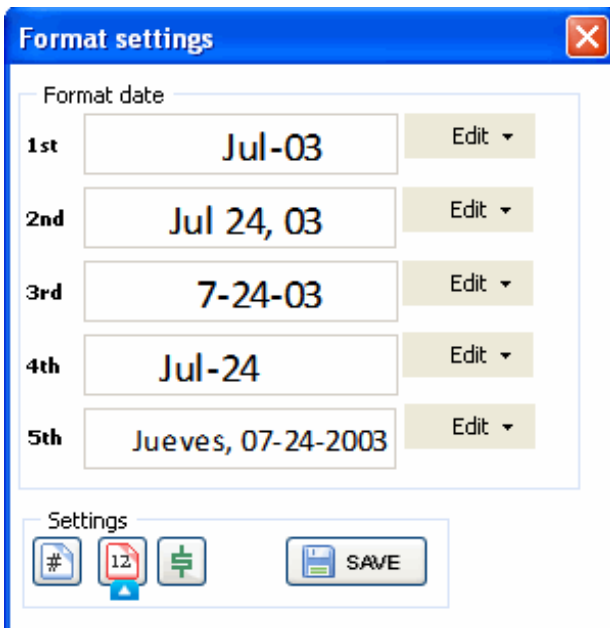 Format settings
Format date
1st Jul-03 Edit
2nd Jul 24, 03 Edit
3rd 7-24-03 Edit
4th Jul-24 Edit
5th Jueves, 07-24-2003 Edit
Settings
# 12 SAVE